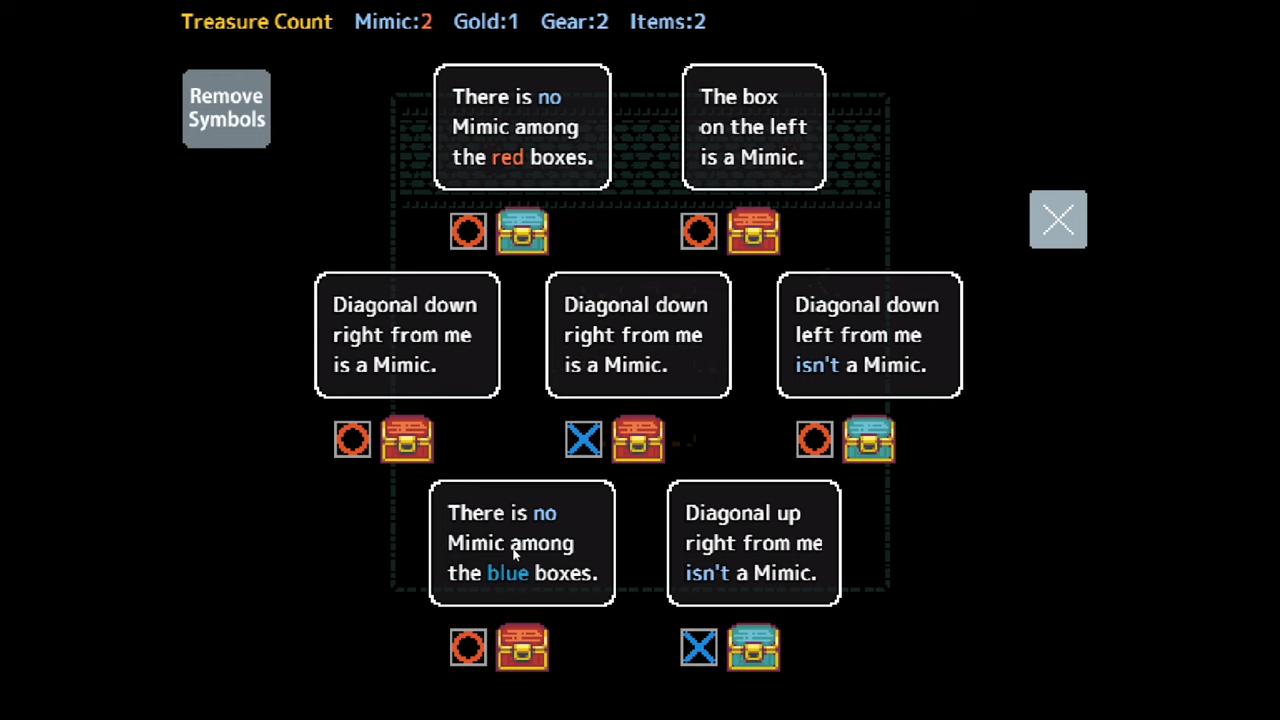 Treasure Count Mimic:2 Gold:1 Gear:2 Items:2
Remove
Symbols
There is no
Mimic among
the red boxes.
The box
on the left
is a Mimic.
Diagonal down
right from me
is a Mimic.
Diagonal down
right from me
is a Mimic.
Diagonal down
left from me
isn't a Mimic.
There is no
Mimic among
the blue boxes.
Diagonal up
right from me
isn't a Mimic.